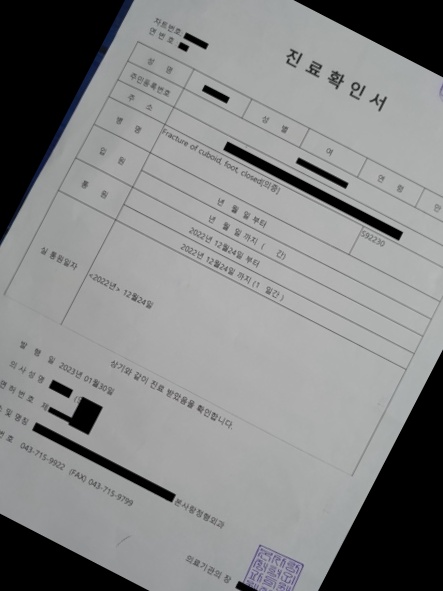 차트번호:
연 번 호 :
진료확인서
성 명
성 별
여
연 령
만
주민등록번호
주 소
병 명
Fracture of cuboid, foot, closed[의증]
S92230
입 원
년 월 일 부터
년 월 일 까지 ( 간)
통 원
2022년 12월24일 부터
2022년 12월24일 까지 (1 일간 )
실 통원일자
<2022년> 12월24일
상기와 같이 진료 받았음을 확인합니다.
발 행 일 2023년 01월30일
의 사 성 명
면 허 번 호 제
소 및 명칭
본사랑정형외과
번 호 043-715-9922 (FAX) 043-715-9799
의료기관의 장